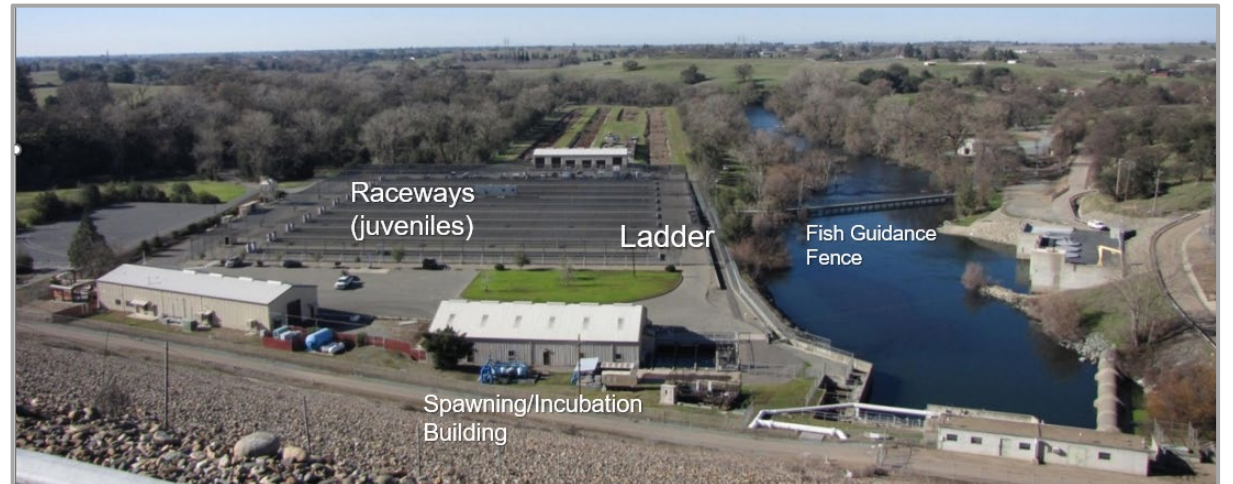 Raceways
(juveniles)
Ladder
Fish Guidance
Fence
Spawning/Incubation
Building